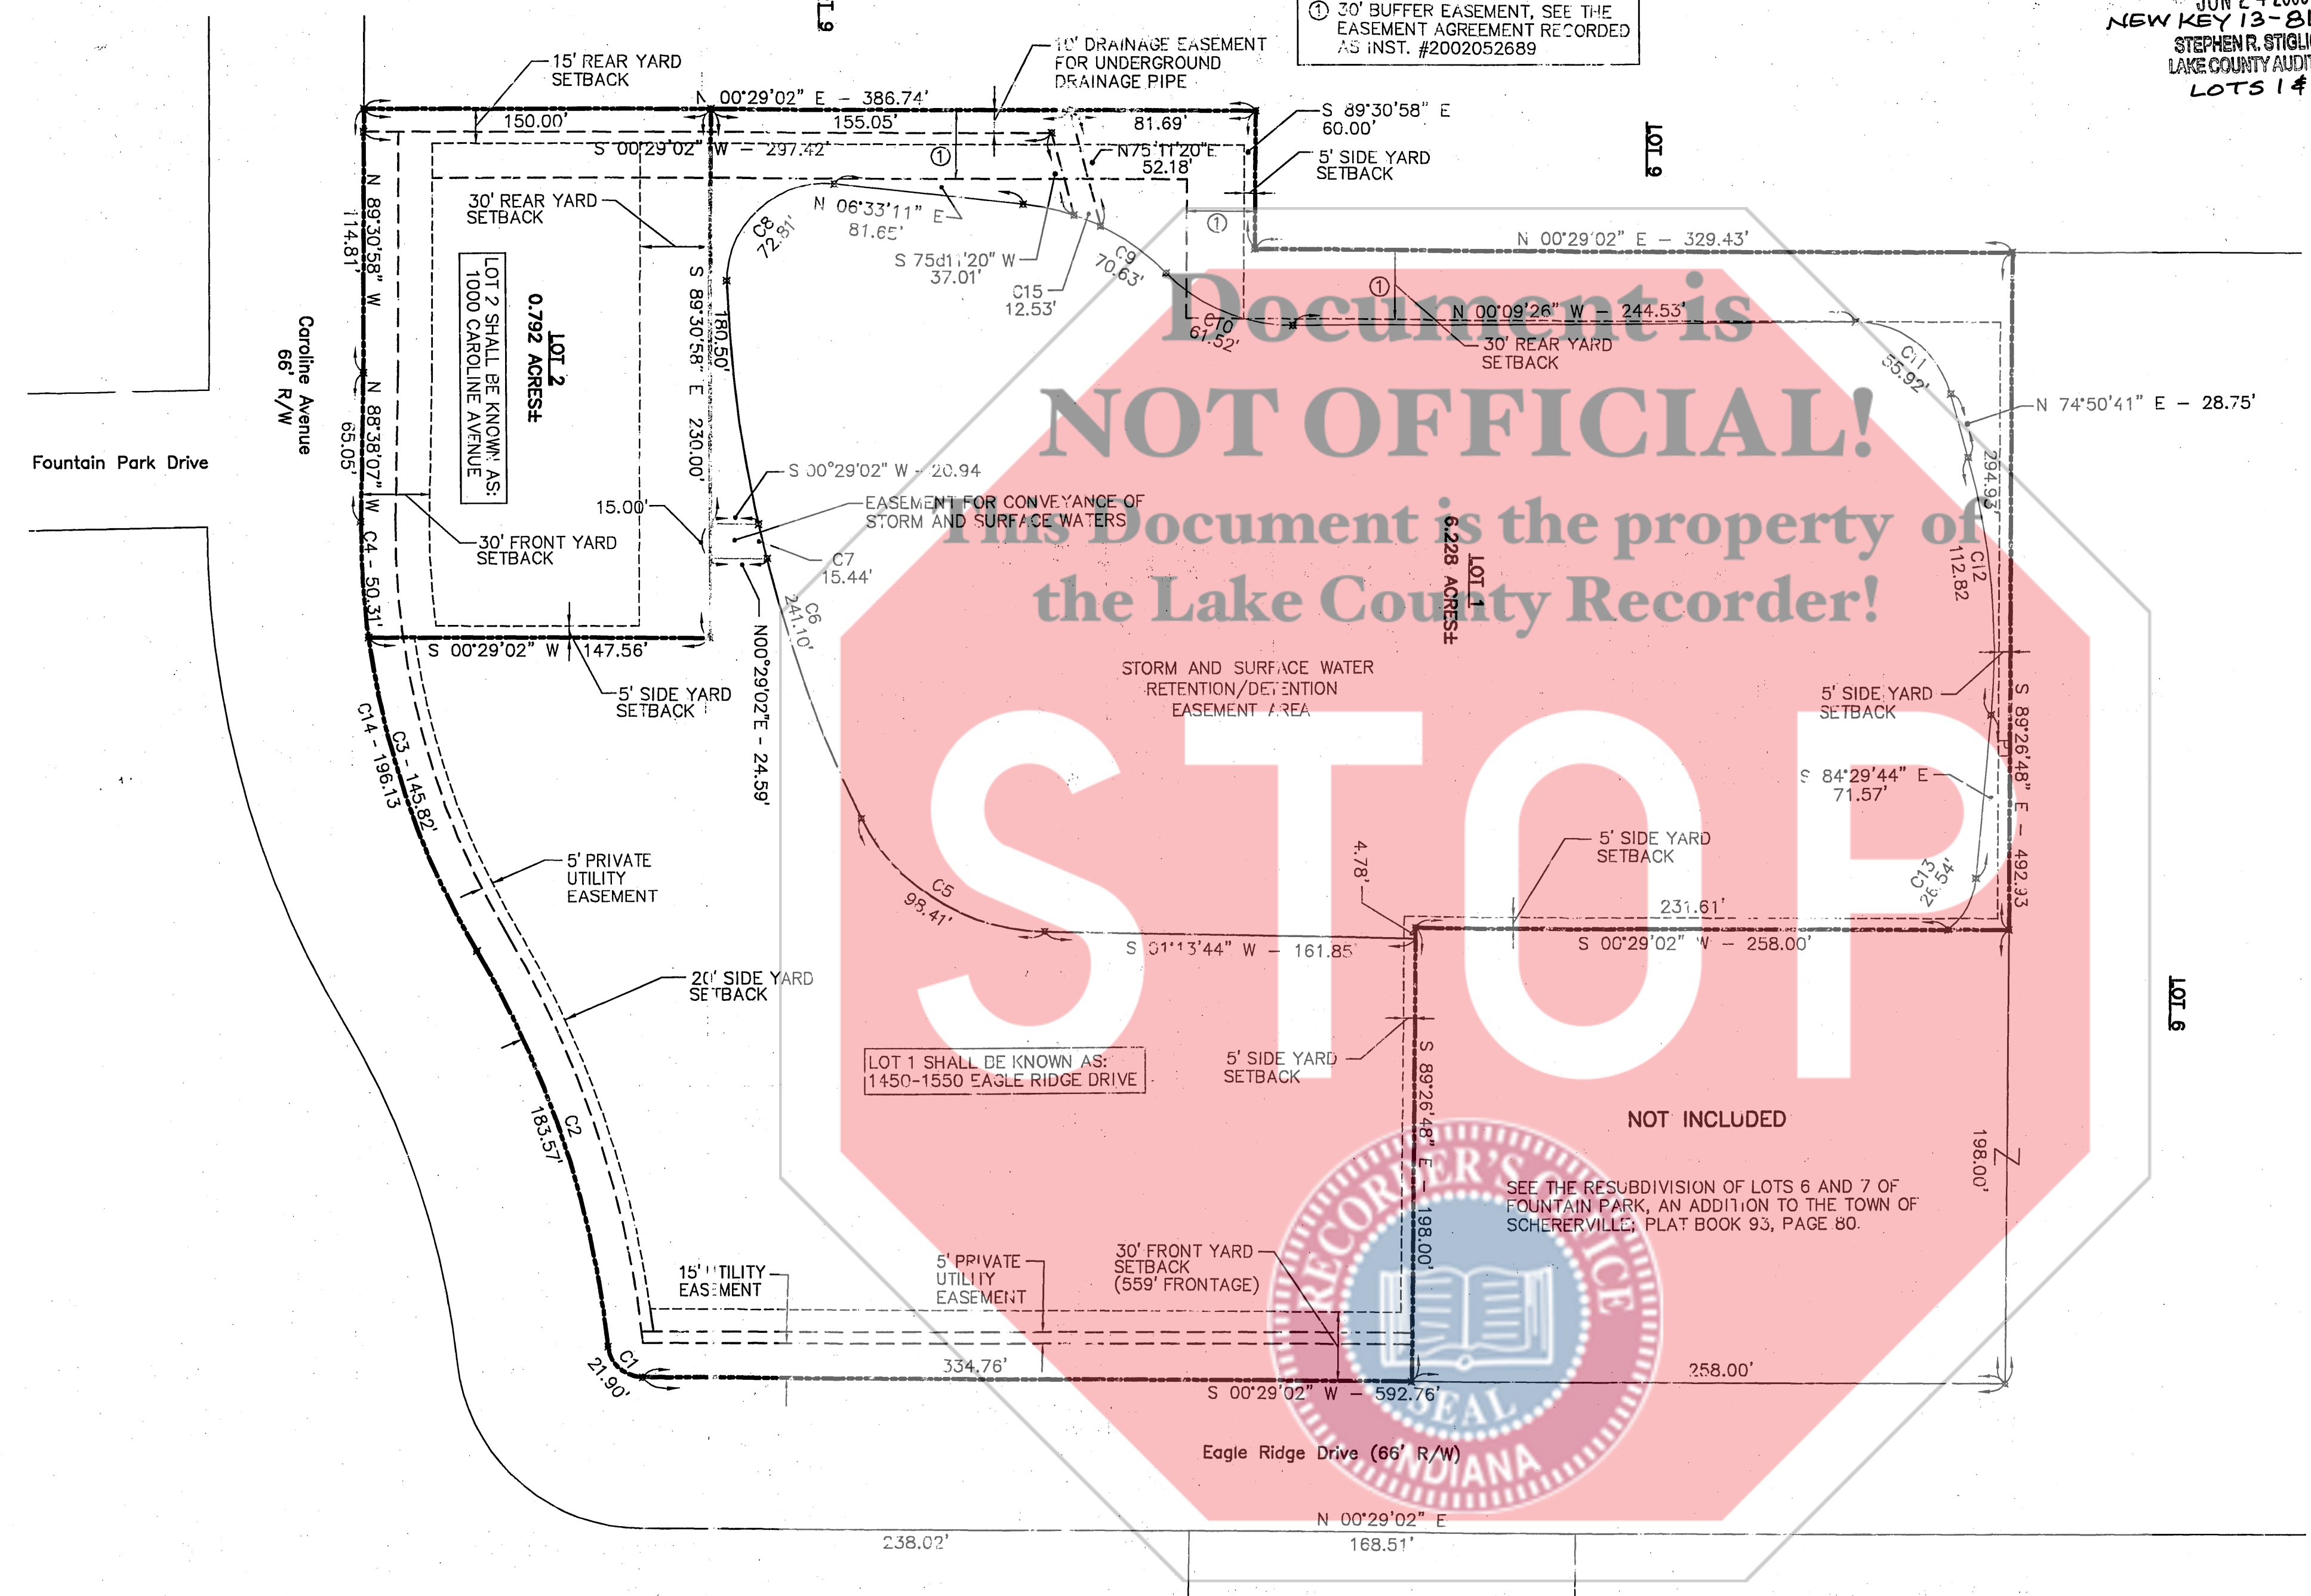 LOT 9
① 30' BUFFER EASEMENT, SEE THE
EASEMENT AGREEMENT RECORDED
AS INST. #2002052689
NEW KEY 13-81
STEPHEN R. STIGLI
LAKE COUNTY AUDI
LOTS 1 &
15' REAR YARD
SETBACK
10' DRAINAGE EASEMENT
FOR UNDERGROUND
DRAINAGE PIPE
N 00°29'02" E - 386.74'
150.00'
155.05'
81.69'
S 89°30'58" E
60.00'
5' SIDE YARD
SETBACK
LOT 9
S 00°29'02" W - 297.42'
①
N75°11'20"E
52.18'
30' REAR YARD
SETBACK
N 89°30'58" W
114.81'
C8
72.81'
N 06°33'11" E
81.65'
S 75d11'20" W
37.01'
C15
12.53'
C9
70.63'
①
N 00°29'02" E - 329.43'
①
C10
61.52'
N 00°09'26" W - 244.53'
30' REAR YARD
SETBACK
C11
55.92'
N 74°50'41" E - 28.75'
LOT 2
0.792 ACRES±
LOT 2 SHALL BE KNOWN AS:
1000 CAROLINE AVENUE
S 89°30'58" E 230.00'
180.50'
Caroline Avenue
66' R/W
Fountain Park Drive
N 88°38'07" W
65.05'
C4 - 50.31'
30' FRONT YARD
SETBACK
15.00'
S 00°29'02" W - 20.94
EASEMENT FOR CONVEYANCE OF
STORM AND SURFACE WATERS
C7
15.44'
C6
241.10'
N00°29'02"E - 24.59'
S 00°29'02" W 147.56'
5' SIDE YARD
SETBACK
Document is
NOT OFFICIAL!
This Document is the property of
the Lake County Recorder!
LOT 1
6.228 ACRES±
294.93'
C12
112.82
STORM AND SURFACE WATER
RETENTION/DETENTION
EASEMENT AREA
5' SIDE YARD
SETBACK
S 89°26'48" E - 492.93
S 84°29'44" E
71.57'
C13
26.54'
C14 - 196.13
C3 - 145.82'
5' PRIVATE
UTILITY
EASEMENT
C5
98.41'
4.78'
5' SIDE YARD
SETBACK
231.61'
S 01°13'44" W - 161.85'
S 00°29'02" W - 258.00'
STOP
20' SIDE YARD
SETBACK
LOT 6
LOT 1 SHALL BE KNOWN AS:
1450-1550 EAGLE RIDGE DRIVE
5' SIDE YARD
SETBACK
S 89°26'48" E - 198.00'
NOT INCLUDED
C2
183.57'
198.00'
SEE THE RESUBDIVISION OF LOTS 6 AND 7 OF
FOUNTAIN PARK, AN ADDITION TO THE TOWN OF
SCHERERVILLE; PLAT BOOK 93, PAGE 80.
15' UTILITY
EASEMENT
5' PRIVATE
UTILITY
EASEMENT
30' FRONT YARD
SETBACK
(559' FRONTAGE)
RECORDER'S OFFICE
SEAL
INDIANA
C1
21.90'
334.76'
S 00°29'02" W - 592.76'
258.00'
Eagle Ridge Drive (66' R/W)
N 00°29'02" E
238.02'
168.51'